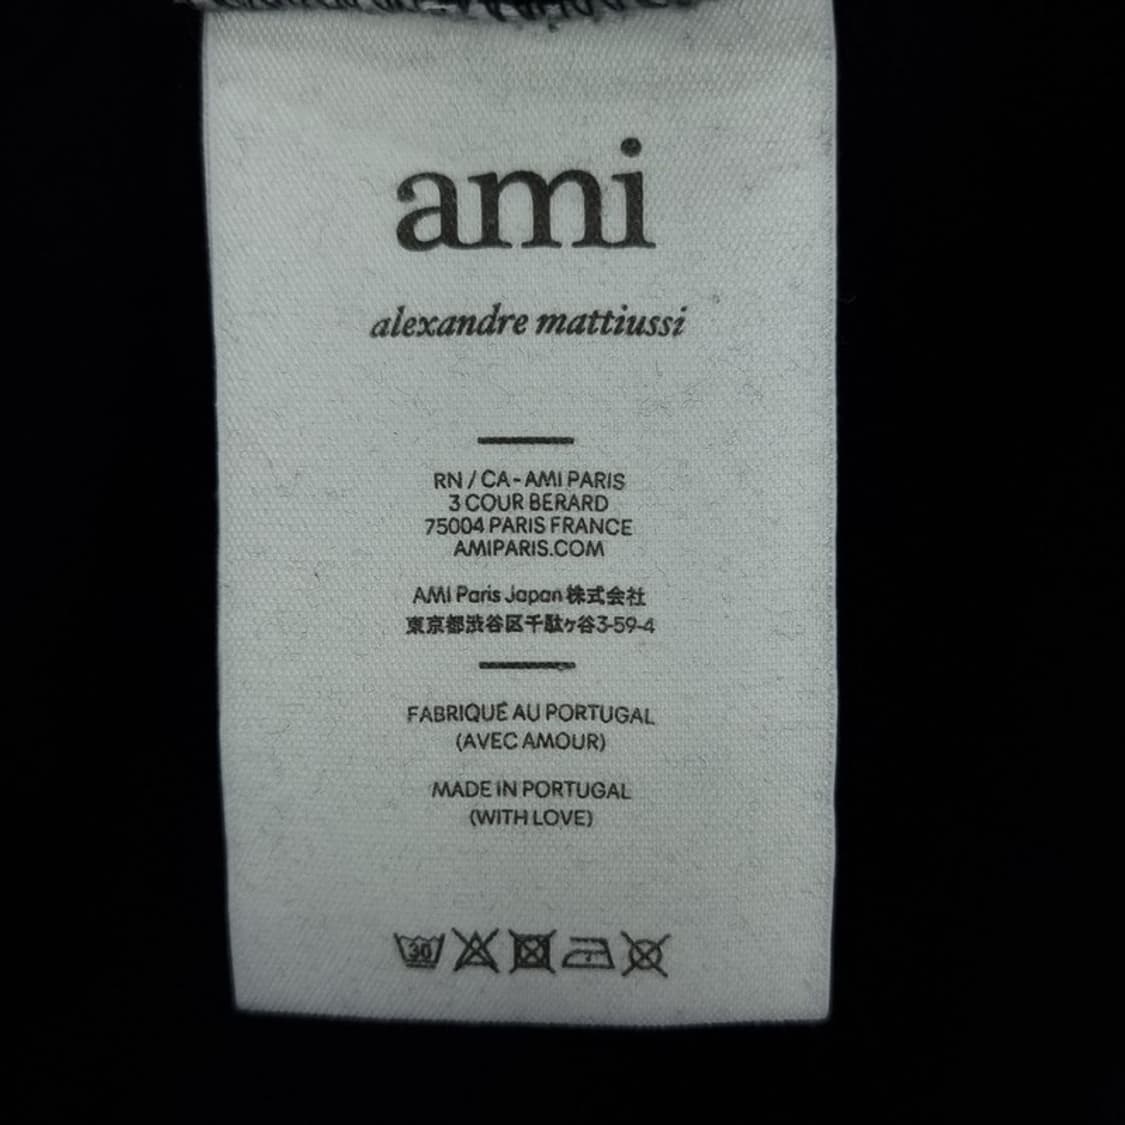 ami
alexandre mattiussi
RN / CA - AMI PARIS
3 COUR BERARD
75004 PARIS FRANCE
AMIPARIS.COM
AMI Paris Japan 株式会社
東京都渋谷区千駄ヶ谷3-59-4
FABRIQUÉ AU PORTUGAL
(AVEC AMOUR)
MADE IN PORTUGAL
(WITH LOVE)
30